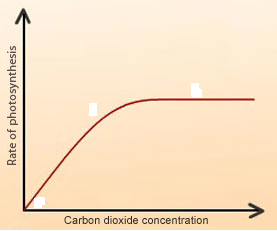 Rate of photosynthesis
Carbon dioxide concentration